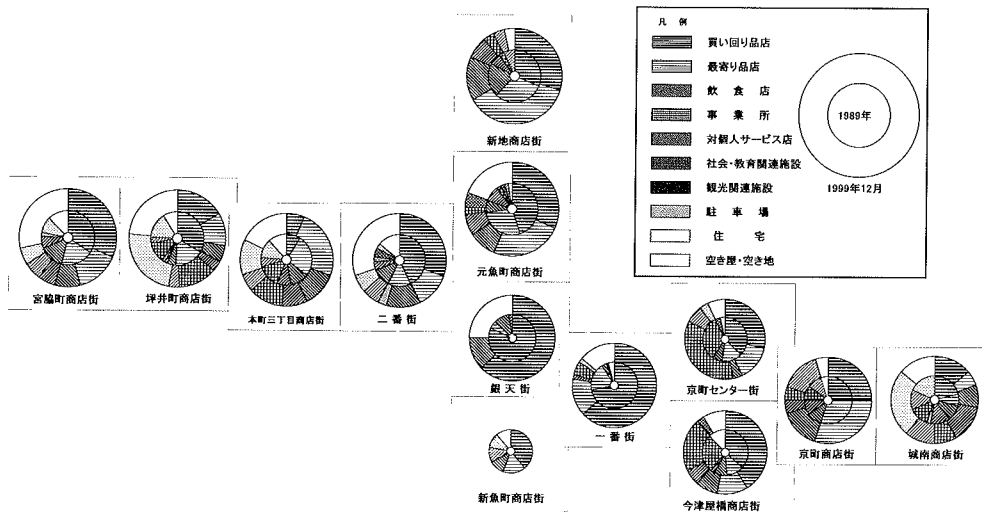 凡 例
買い回り品店
最寄り品店
飲 食 店
事 業 所
対個人サービス店
社会・教育関連施設
観光関連施設
駐 車 場
住 宅
空き屋・空き地
1989年
1999年12月
新地商店街
元魚町商店街
宮脇町商店街
坪井町商店街
本町三丁目商店街
二番街
銀天街
一番街
京町センター街
京町商店街
城南商店街
新魚町商店街
今津屋橋商店街